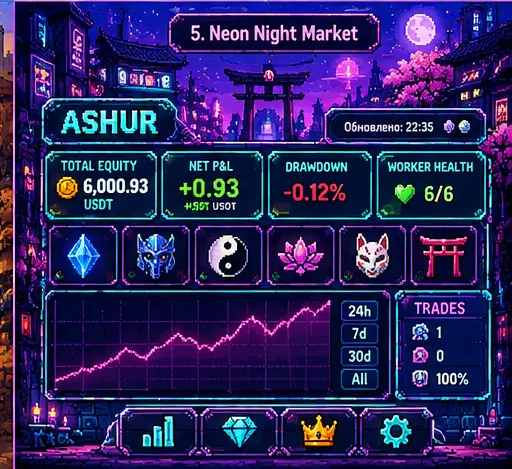 5. Neon Night Market
ASHUR
Обновлено: 22:35
TOTAL EQUITY
6,000.93
USDT
NET P&L
+0.93
USDT
DRAWDOWN
-0.12%
WORKER HEALTH
6/6
24h
7d
30d
All
TRADES
1
0
100%